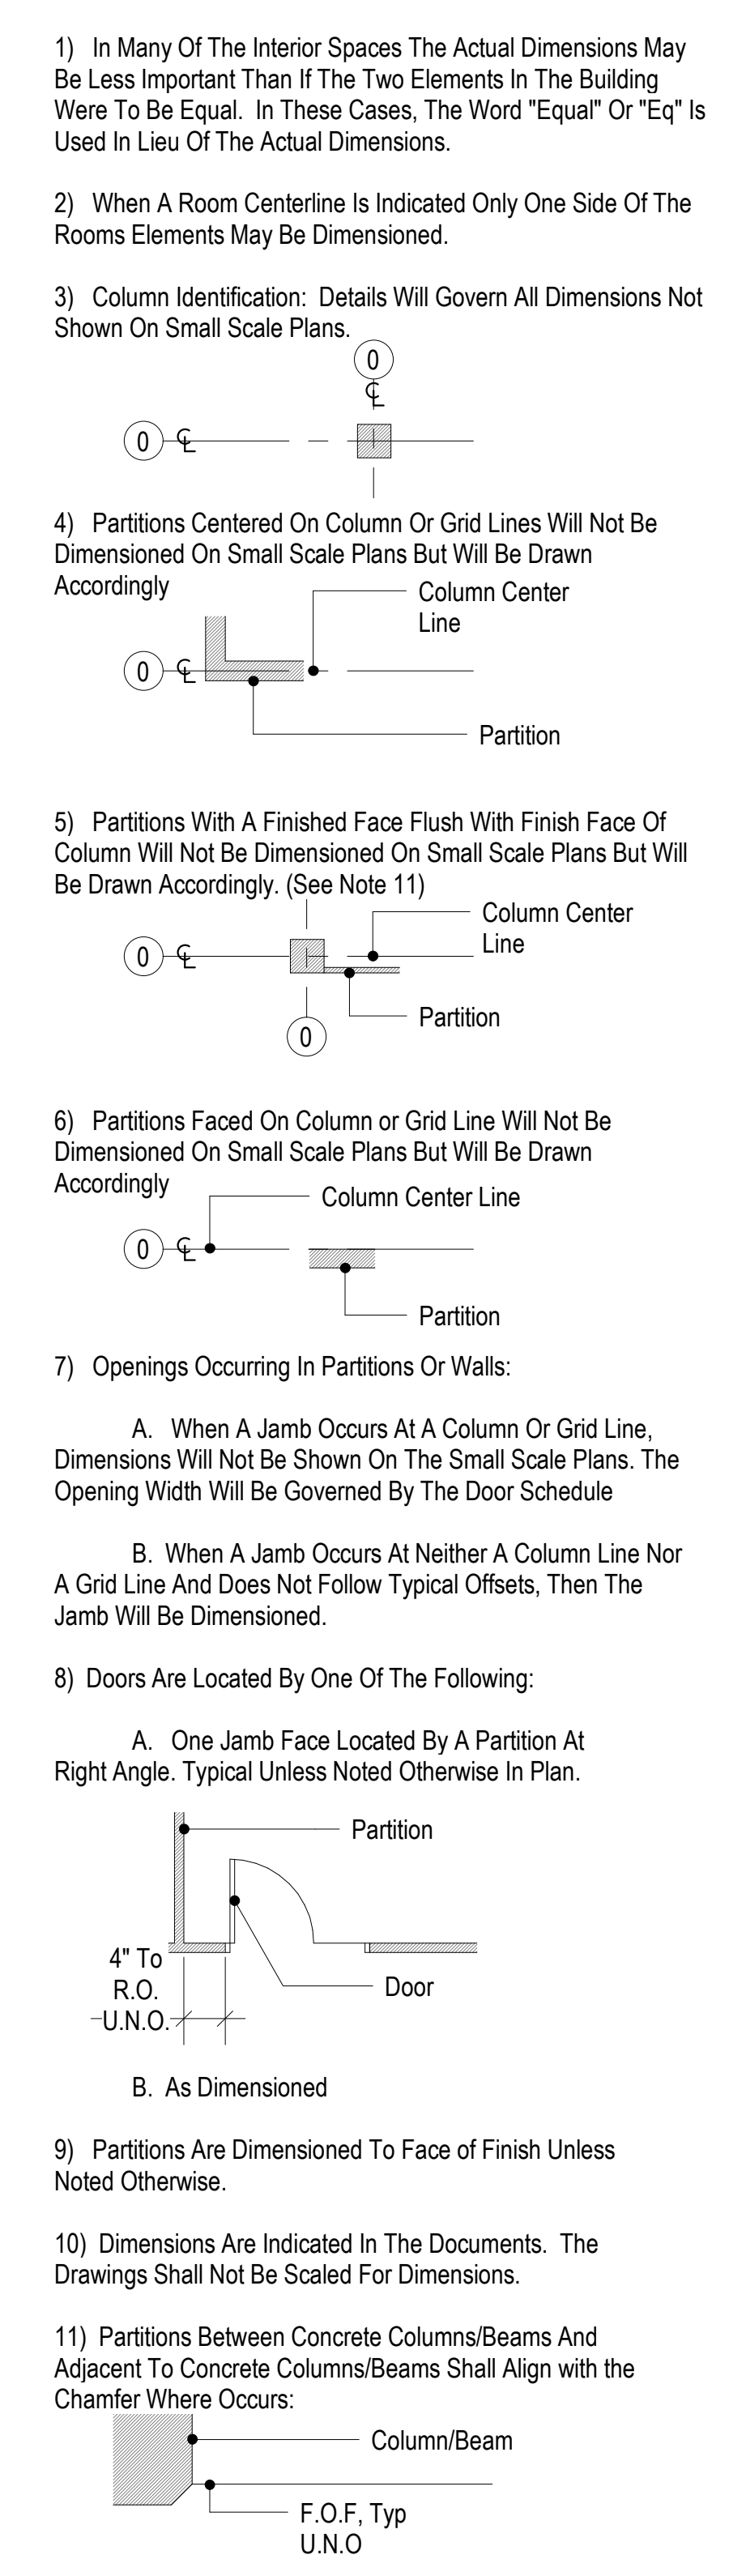 1)   In Many Of The Interior Spaces The Actual Dimensions May
Be Less Important Than If The Two Elements In The Building
Were To Be Equal.  In These Cases, The Word "Equal" Or "Eq" Is
Used In Lieu Of The Actual Dimensions.
2)   When A Room Centerline Is Indicated Only One Side Of The
Rooms Elements May Be Dimensioned.
3)   Column Identification:  Details Will Govern All Dimensions Not
Shown On Small Scale Plans.
0
℄
0 ℄
4)   Partitions Centered On Column Or Grid Lines Will Not Be
Dimensioned On Small Scale Plans But Will Be Drawn
Accordingly
Column Center
Line
0 ℄
Partition
5)   Partitions With A Finished Face Flush With Finish Face Of
Column Will Not Be Dimensioned On Small Scale Plans But Will
Be Drawn Accordingly. (See Note 11)
Column Center
Line
0 ℄
Partition
0
6)   Partitions Faced On Column or Grid Line Will Not Be
Dimensioned On Small Scale Plans But Will Be Drawn
Accordingly
Column Center Line
0 ℄
Partition
7)   Openings Occurring In Partitions Or Walls:
A.   When A Jamb Occurs At A Column Or Grid Line,
Dimensions Will Not Be Shown On The Small Scale Plans. The
Opening Width Will Be Governed By The Door Schedule
B.  When A Jamb Occurs At Neither A Column Line Nor
A Grid Line And Does Not Follow Typical Offsets, Then The
Jamb Will Be Dimensioned.
8)  Doors Are Located By One Of The Following:
A.   One Jamb Face Located By A Partition At
Right Angle. Typical Unless Noted Otherwise In Plan.
Partition
4" To
R.O.
U.N.O.
Door
B.  As Dimensioned
9)   Partitions Are Dimensioned To Face of Finish Unless
Noted Otherwise.
10)  Dimensions Are Indicated In The Documents.  The
Drawings Shall Not Be Scaled For Dimensions.
11)  Partitions Between Concrete Columns/Beams And
Adjacent To Concrete Columns/Beams Shall Align with the
Chamfer Where Occurs:
Column/Beam
F.O.F, Typ
U.N.O